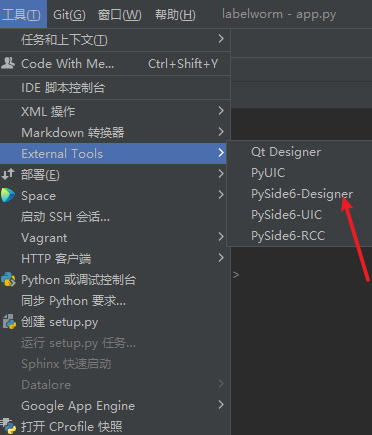 工具(T) Git(G) 窗口(W) 帮助(H) labelworm - app.py
任务和上下文(T)
Code With Me... Ctrl+Shift+Y
IDE 脚本控制台
XML 操作
Markdown 转换器
External Tools
部署(E)
Space
启动 SSH 会话...
Vagrant
HTTP 客户端
Python 或调试控制台
同步 Python 要求...
创建 setup.py
运行 setup.py 任务...
Sphinx 快速启动
Datalore
Google App Engine
打开 CProfile 快照
Qt Designer
PyUIC
PySide6-Designer
PySide6-UIC
PySide6-RCC
>